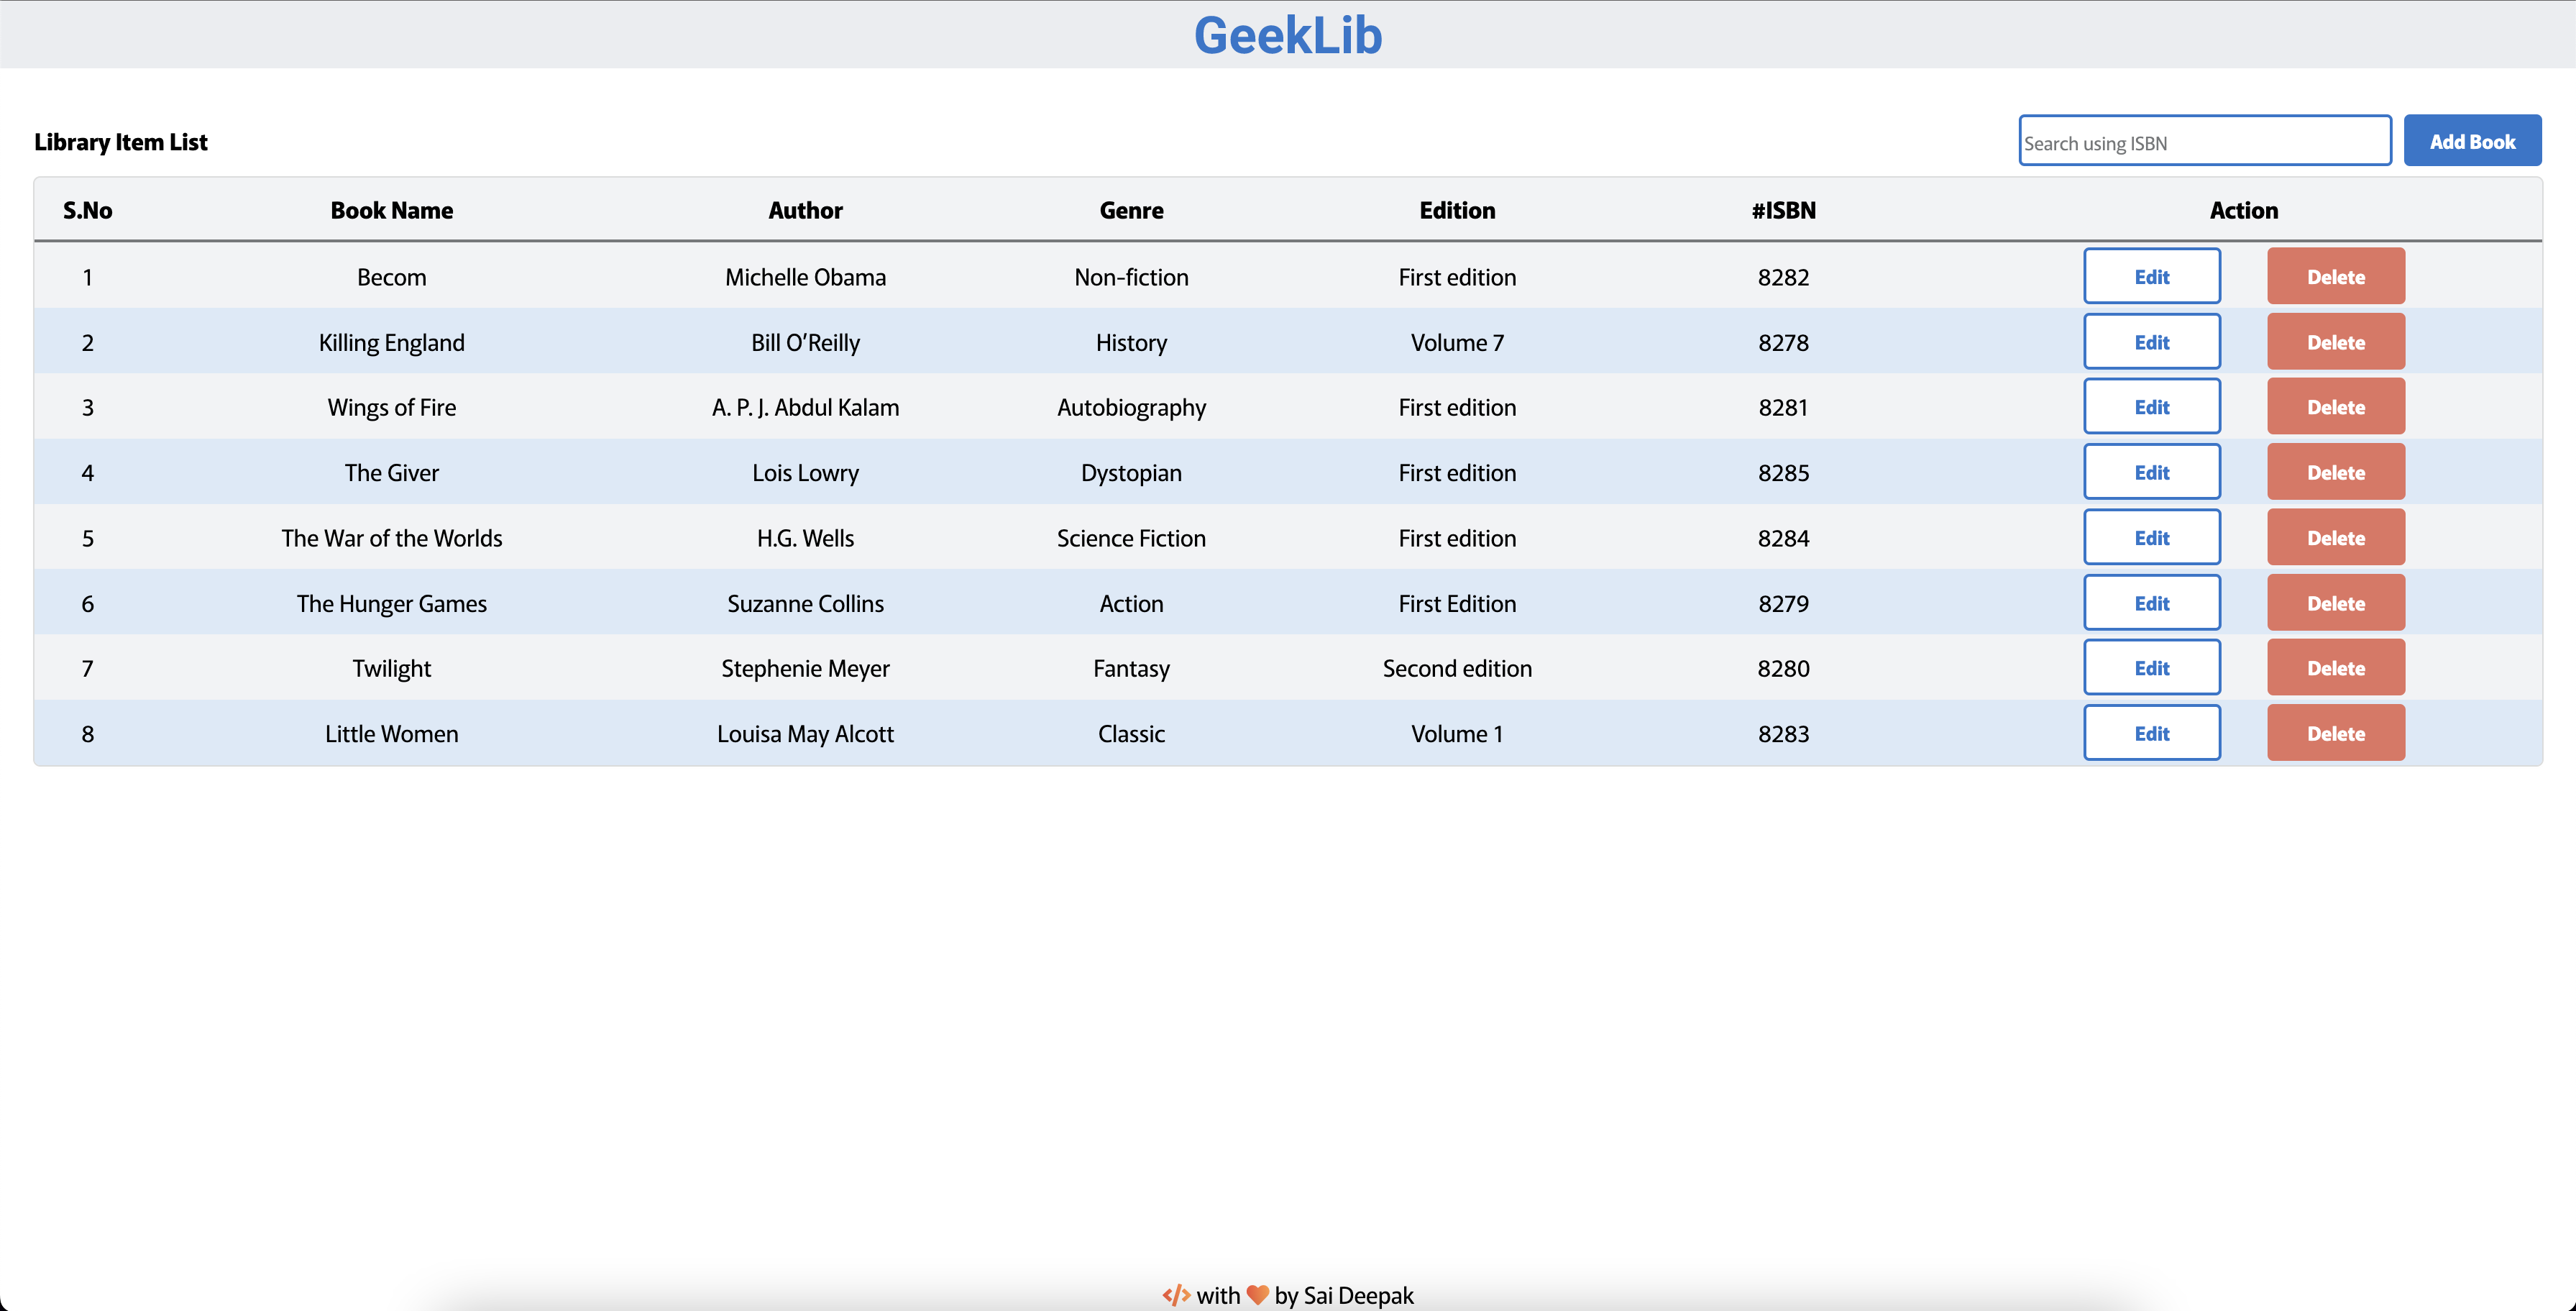 GeekLib
Library Item List Search using ISBN Add Book
S.No Book Name Author Genre Edition #ISBN Action
1 Becom Michelle Obama Non-fiction First edition 8282 Edit Delete
2 Killing England Bill O’Reilly History Volume 7 8278 Edit Delete
3 Wings of Fire A. P. J. Abdul Kalam Autobiography First edition 8281 Edit Delete
4 The Giver Lois Lowry Dystopian First edition 8285 Edit Delete
5 The War of the Worlds H.G. Wells Science Fiction First edition 8284 Edit Delete
6 The Hunger Games Suzanne Collins Action First Edition 8279 Edit Delete
7 Twilight Stephenie Meyer Fantasy Second edition 8280 Edit Delete
8 Little Women Louisa May Alcott Classic Volume 1 8283 Edit Delete
</> with 🧡 by Sai Deepak